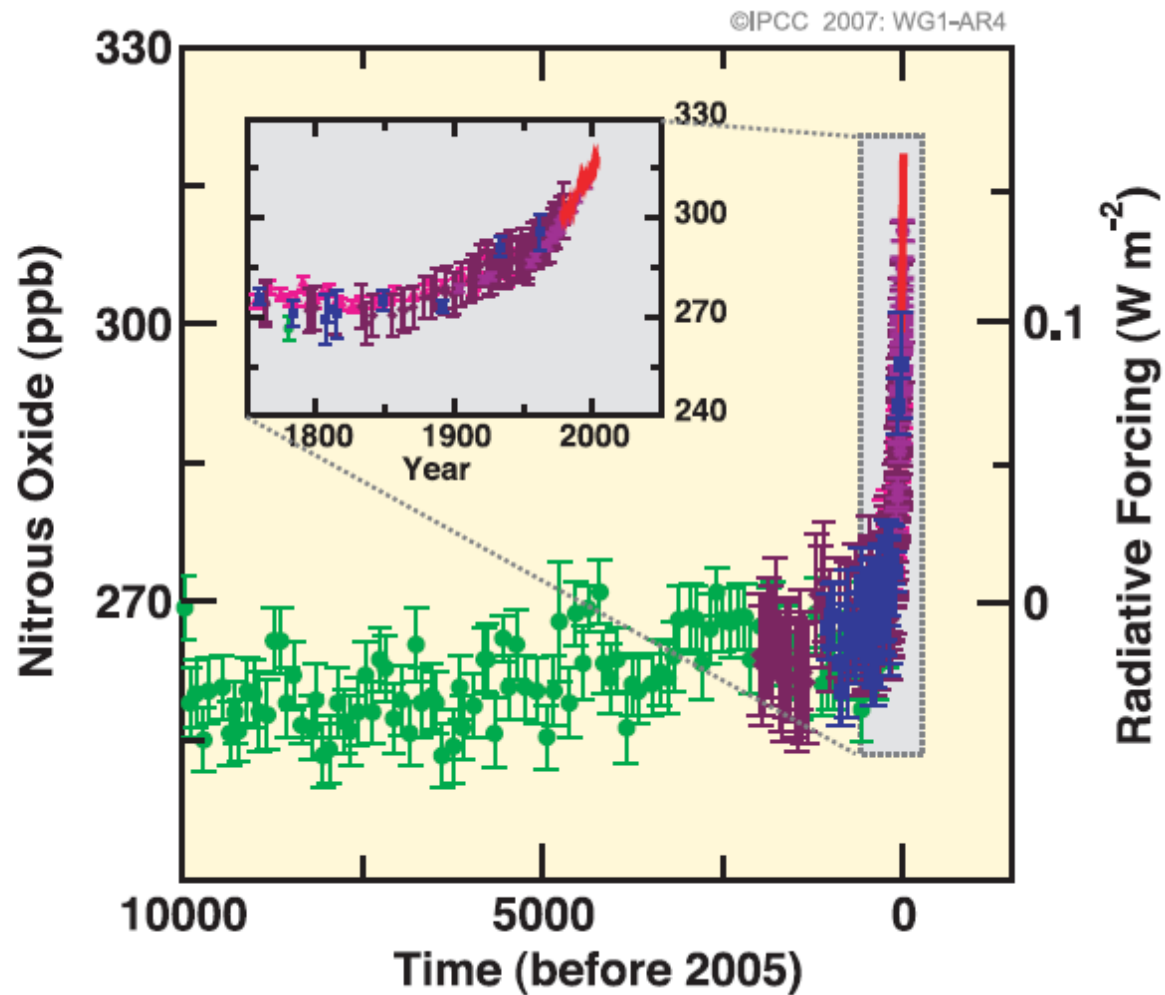 ©IPCC 2007: WG1-AR4
330
300
270
Nitrous Oxide (ppb)
330
300
270
240
1800 1900 2000
Year
0.1
0
Radiative Forcing (W m-2)
10000 5000 0
Time (before 2005)